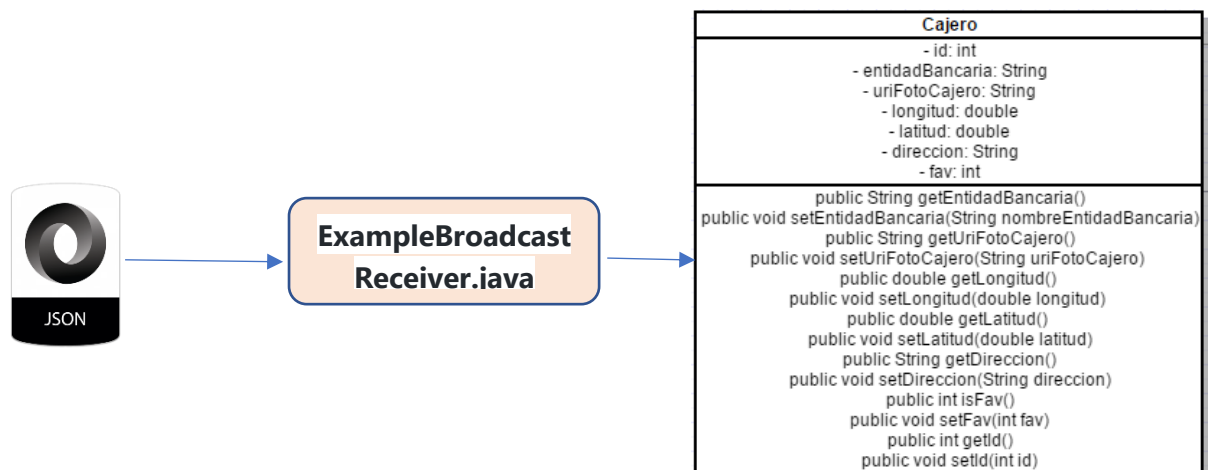 JSON
ExampleBroadcast
Receiver.java
Cajero
- id: int
- entidadBancaria: String
- uriFotoCajero: String
- longitud: double
- latitud: double
- direccion: String
- fav: int
public String getEntidadBancaria()
public void setEntidadBancaria(String nombreEntidadBancaria)
public String getUriFotoCajero()
public void setUriFotoCajero(String uriFotoCajero)
public double getLongitud()
public void setLongitud(double longitud)
public double getLatitud()
public void setLatitud(double latitud)
public String getDireccion()
public void setDireccion(String direccion)
public int isFav()
public void setFav(int fav)
public int getId()
public void setId(int id)